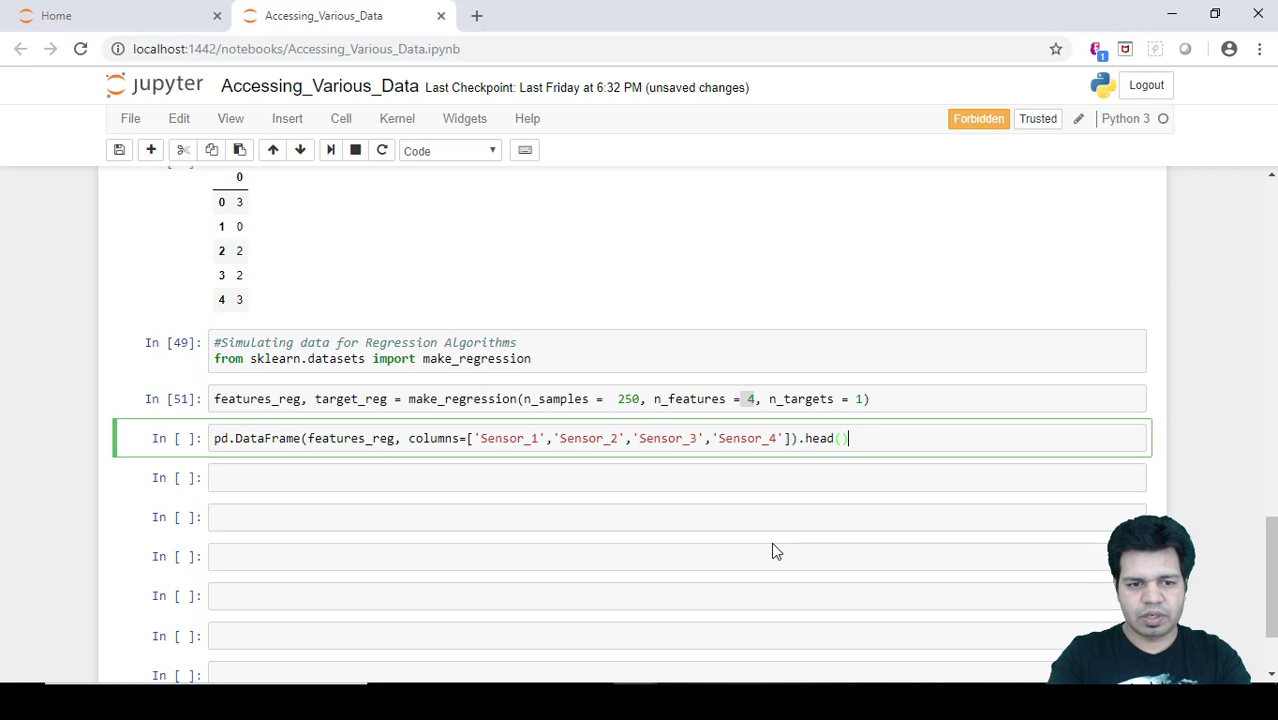 Home
Accessing_Various_Data
localhost:1442/notebooks/Accessing_Various_Data.ipynb
1
jupyter Accessing_Various_Data Last Checkpoint: Last Friday at 6:32 PM (unsaved changes)
Logout
File Edit View Insert Cell Kernel Widgets Help
Forbidden Trusted Python 3
Code
0
0 3
1 0
2 2
3 2
4 3
In [49]: #Simulating data for Regression Algorithms
from sklearn.datasets import make_regression
In [51]: features_reg, target_reg = make_regression(n_samples =  250, n_features = 4, n_targets = 1)
In [ ]: pd.DataFrame(features_reg, columns=['Sensor_1','Sensor_2','Sensor_3','Sensor_4']).head()
In [ ]:
In [ ]:
In [ ]:
In [ ]:
In [ ]:
In [ ]: